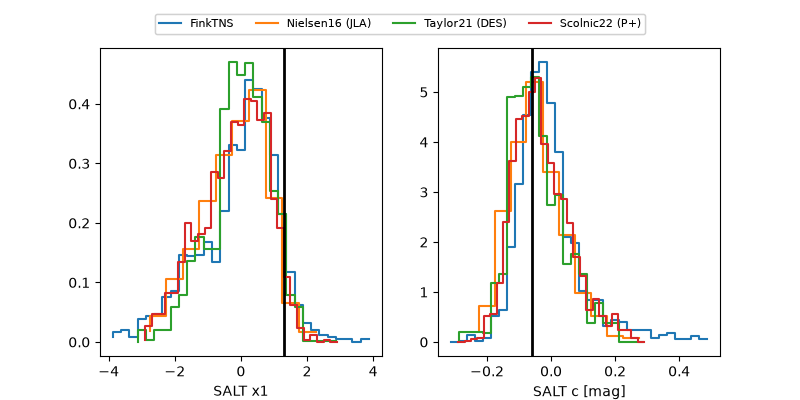 FinkTNS Nielsen16 (JLA) Taylor21 (DES) Scolnic22 (P+)
0.4
0.3
0.2
0.1
0.0
−4 −2 0 2 4
SALT x1
5
4
3
2
1
0
−0.2 0.0 0.2 0.4
SALT c [mag]